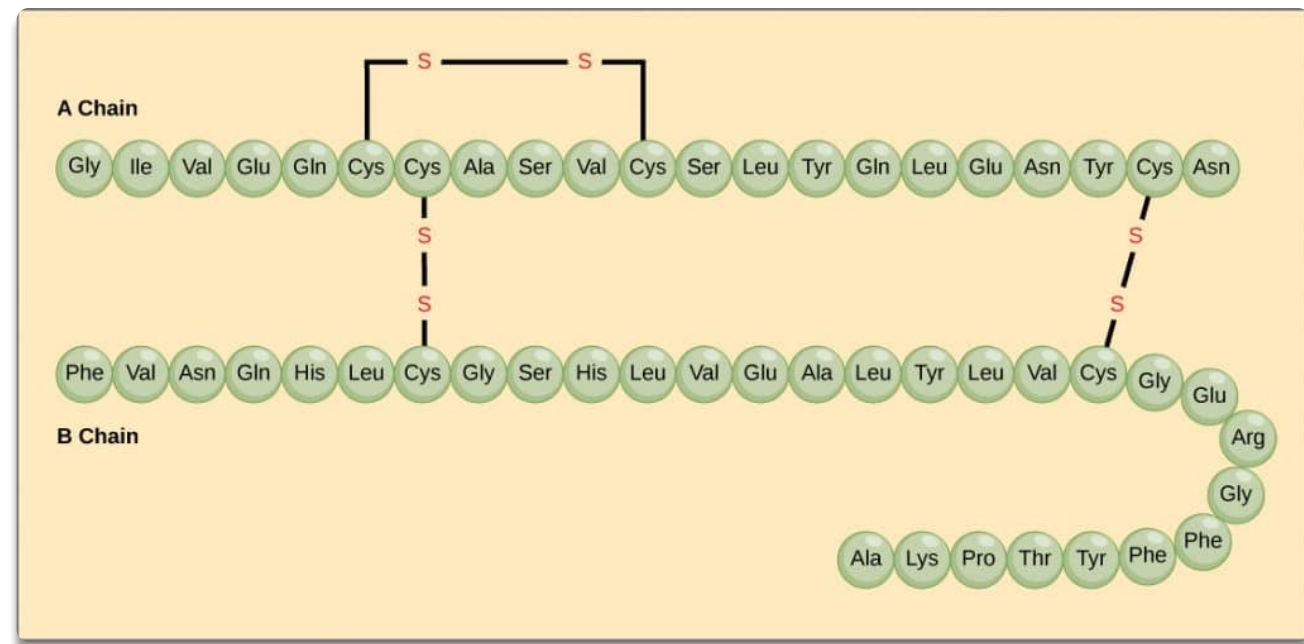 S S
A Chain
Gly Ile Val Glu Gln Cys Cys Ala Ser Val Cys Ser Leu Tyr Gln Leu Glu Asn Tyr Cys Asn
S S
S S
Phe Val Asn Gln His Leu Cys Gly Ser His Leu Val Glu Ala Leu Tyr Leu Val Cys Gly Glu
B Chain
Arg
Gly
Ala Lys Pro Thr Tyr Phe Phe